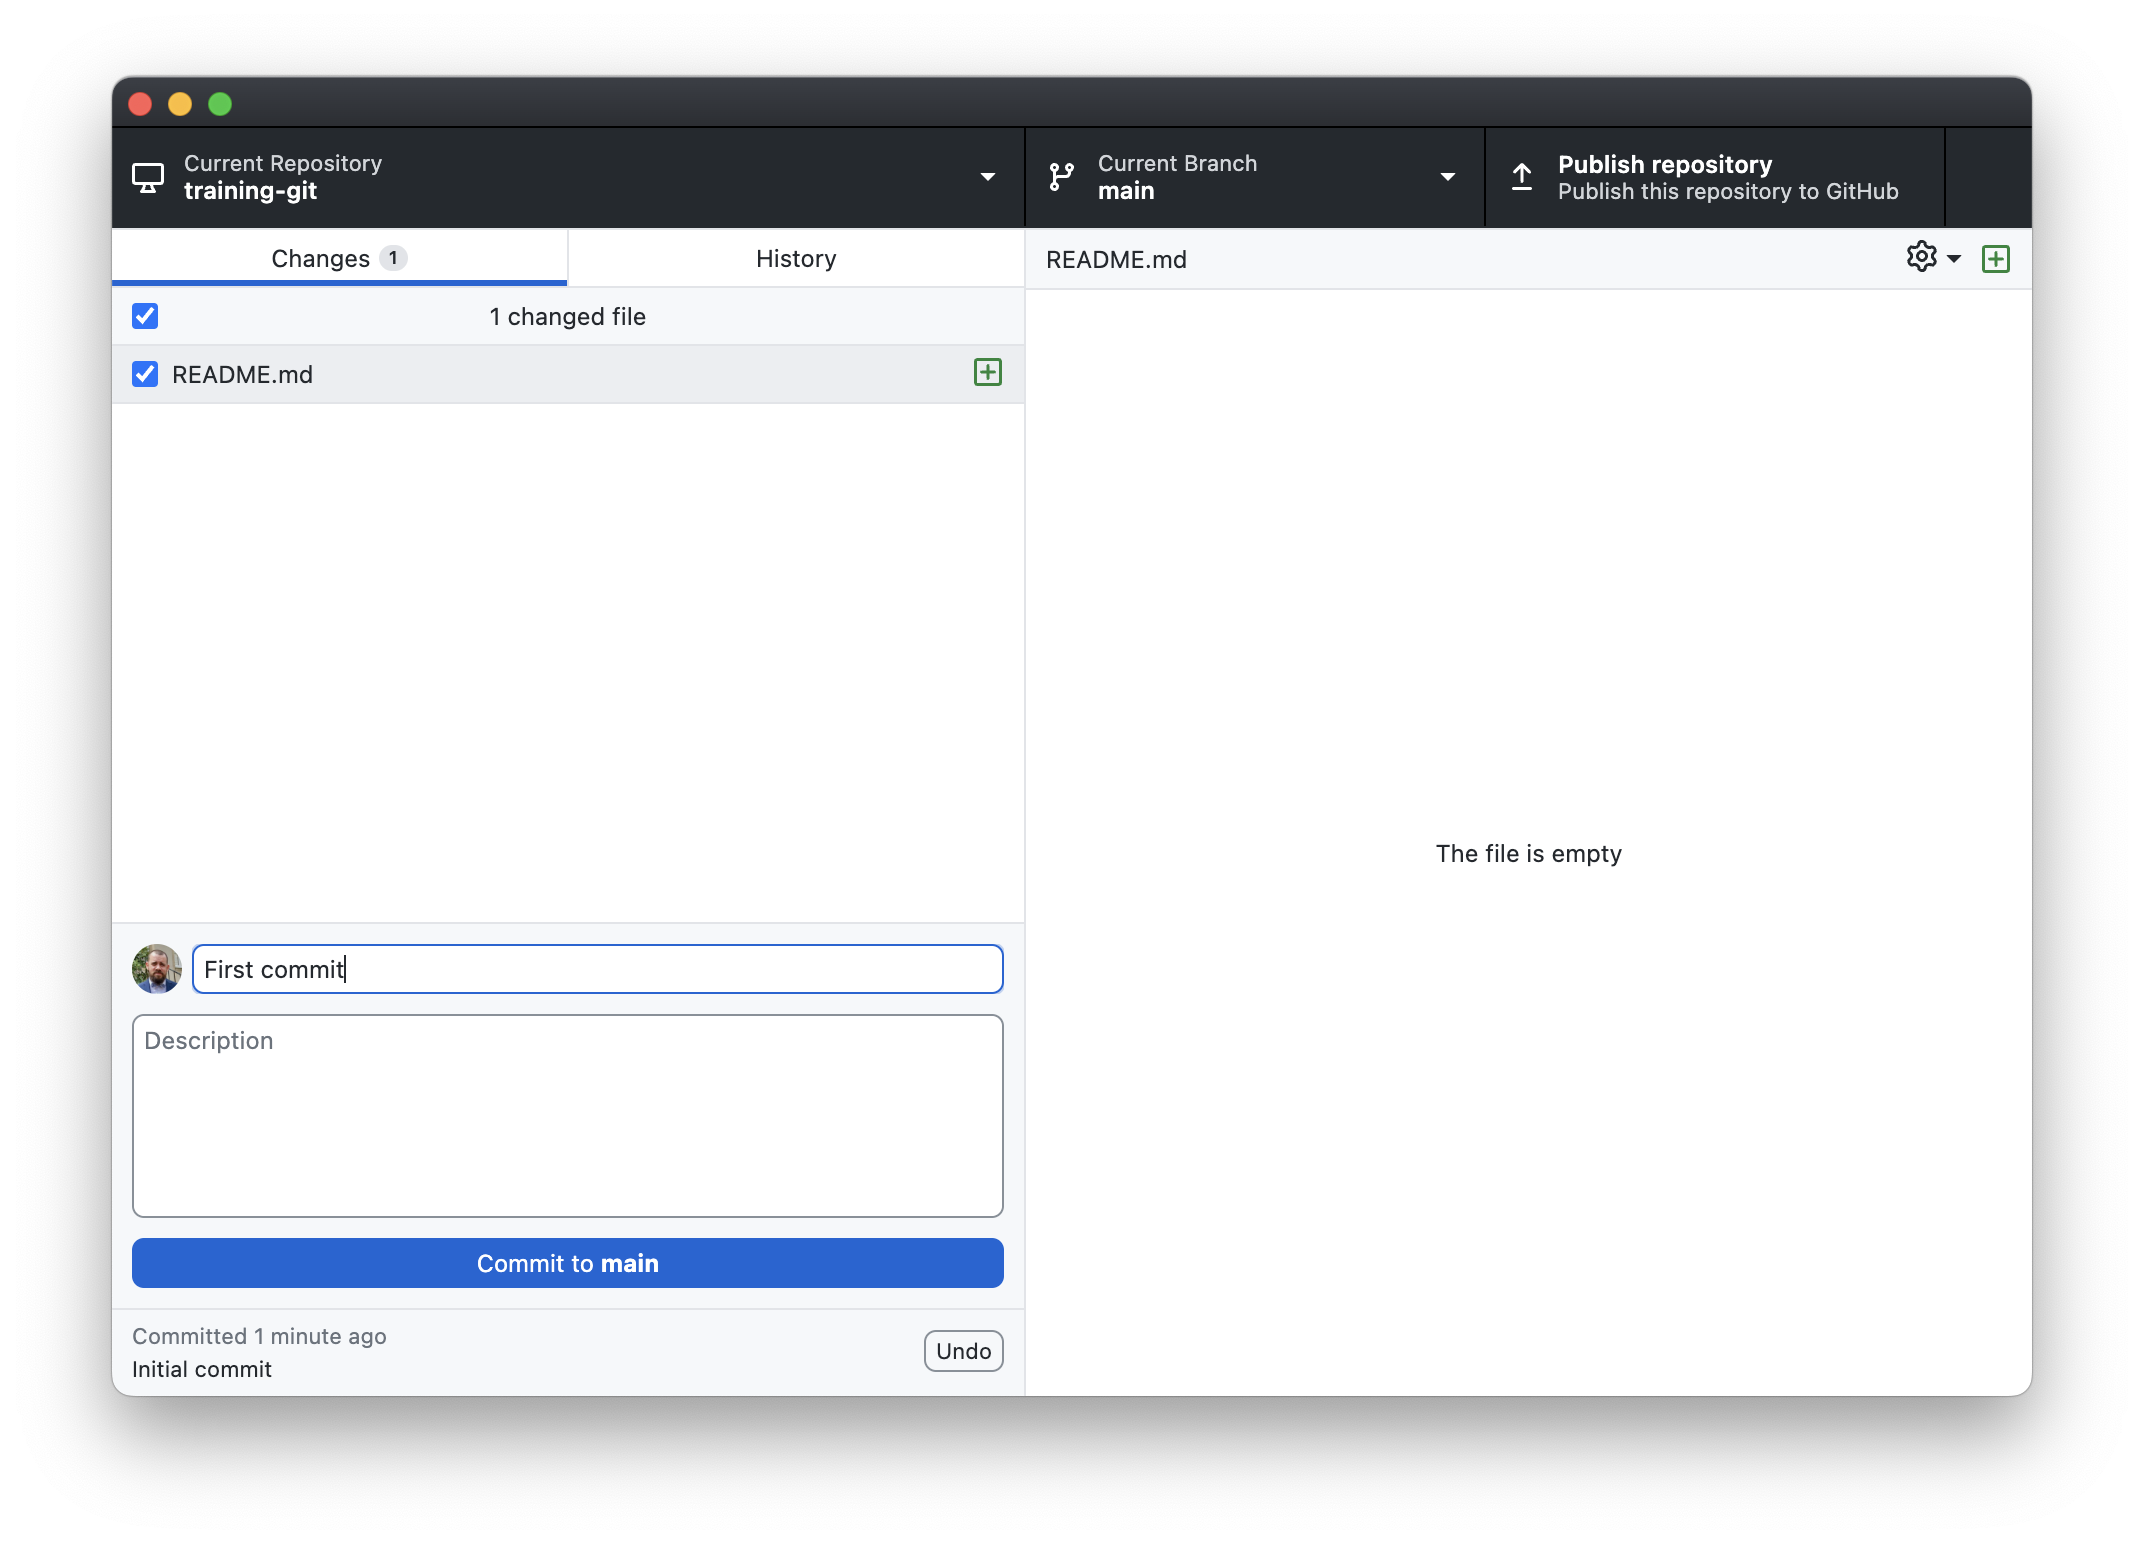 Current Repository
training-git
Current Branch
main
Publish repository
Publish this repository to GitHub
Changes 1
History
README.md
1 changed file
README.md
The file is empty
First commit
Description
Commit to main
Committed 1 minute ago
Initial commit
Undo